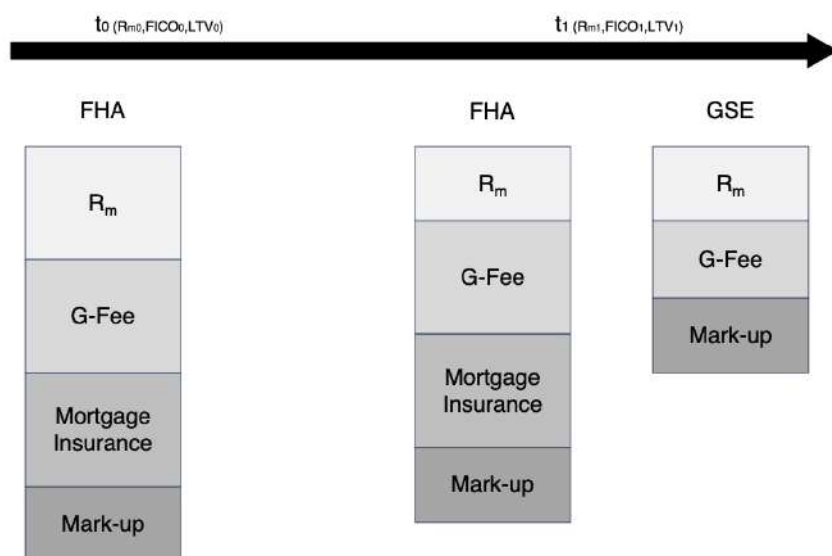 t0 (Rm0,FICO0,LTV0)
t1 (Rm1,FICO1,LTV1)
FHA
FHA
GSE
Rm
G-Fee
Mortgage
Insurance
Mark-up
Rm
G-Fee
Mortgage
Insurance
Mark-up
Rm
G-Fee
Mark-up